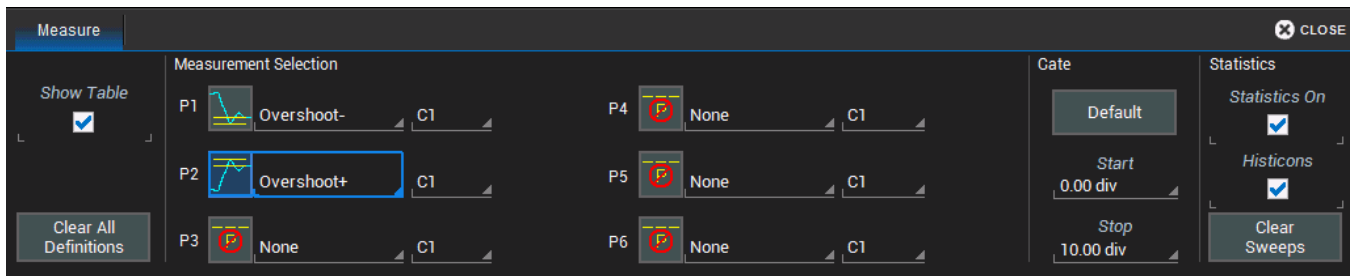 Measure
CLOSE
Measurement Selection
Gate
Statistics
Show Table
P1 Overshoot- C1
P4 P None C1
Default
Statistics On
P2 Overshoot+ C1
P5 P None C1
Start
0.00 div
Histicons
Clear All
Definitions
P3 P None C1
P6 P None C1
Stop
10.00 div
Clear
Sweeps